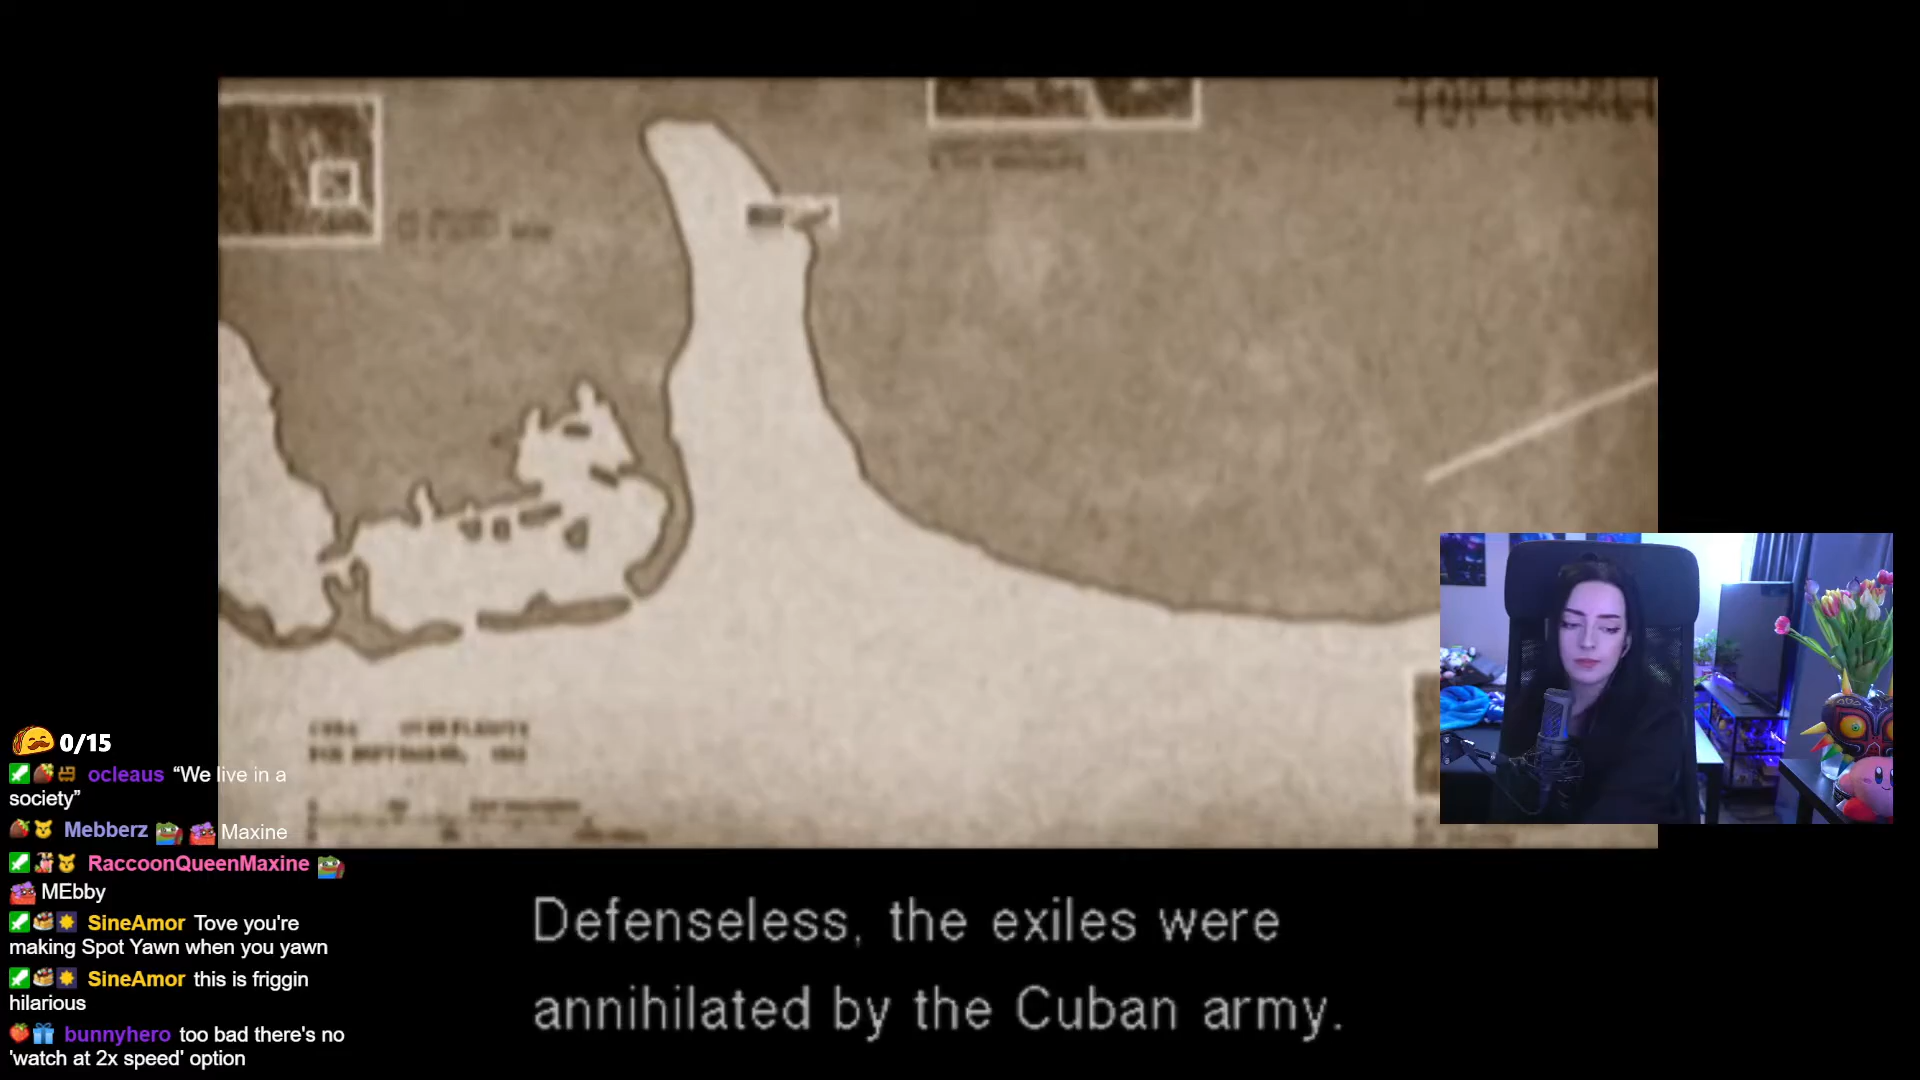 0/15
ocleaus “We live in a
society”
Mebberz Maxine
RaccoonQueenMaxine
MEbby
SineAmor Tove you're
making Spot Yawn when you yawn
SineAmor this is friggin
hilarious
bunnyhero too bad there's no
'watch at 2x speed' option
Defenseless, the exiles were
annihilated by the Cuban army.